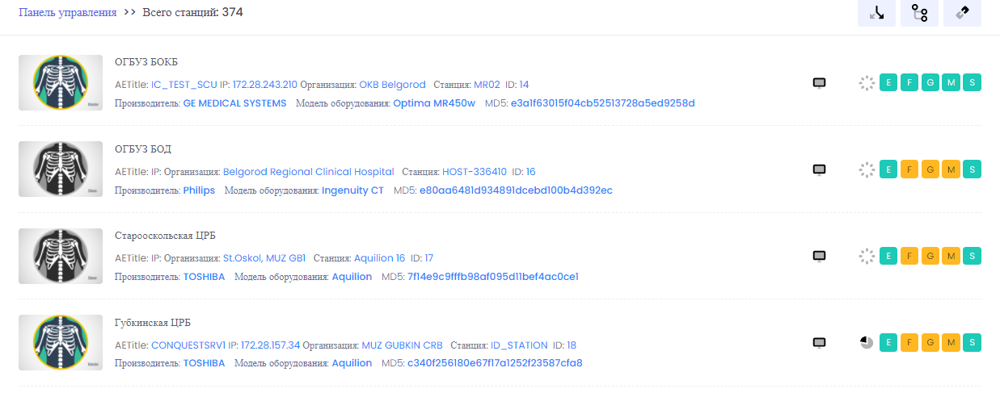 Панель управления >> Всего станций: 374
ОГБУЗ БОКБ
AETitle: IC_TEST_SCU IP: 172.28.243.210 Организация: OKB Belgorod Станция: MR02 ID: 14
E F G M S
Производитель: GE MEDICAL SYSTEMS Модель оборудования: Optima MR450w MD5: e3a1f63015f04cb52513728a5ed9258d
Master
ОГБУЗ БОД
AETitle: IP: Организация: Belgorod Regional Clinical Hospital Станция: HOST-336410 ID: 16
E F G M S
Производитель: Philips Модель оборудования: Ingenuity CT MD5: e80aa6481d934891dcebd100b4d392ec
Slave
Старооскольская ЦРБ
AETitle: IP: Организация: St.Oskol, MUZ GB1 Станция: Aquilion 16 ID: 17
E F G M S
Производитель: TOSHIBA Модель оборудования: Aquilion MD5: 7f14e9c9fffb98af095d11bef4ac0ce1
Slave
Губкинская ЦРБ
AETitle: CONQUESTSRV1 IP: 172.28.157.34 Организация: MUZ GUBKIN CRB Станция: ID_STATION ID: 18
E F G M S
Производитель: TOSHIBA Модель оборудования: Aquilion MD5: c340f256180e67f17a1252f23587cfa8
Master